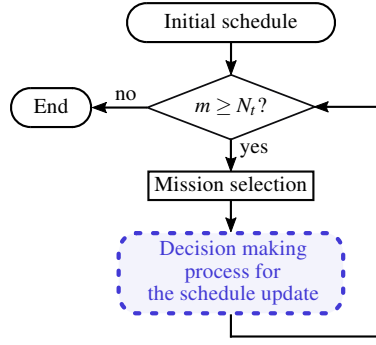 Initial schedule
End
no
m ≥ N_t?
yes
Mission selection
Decision making
process for
the schedule update